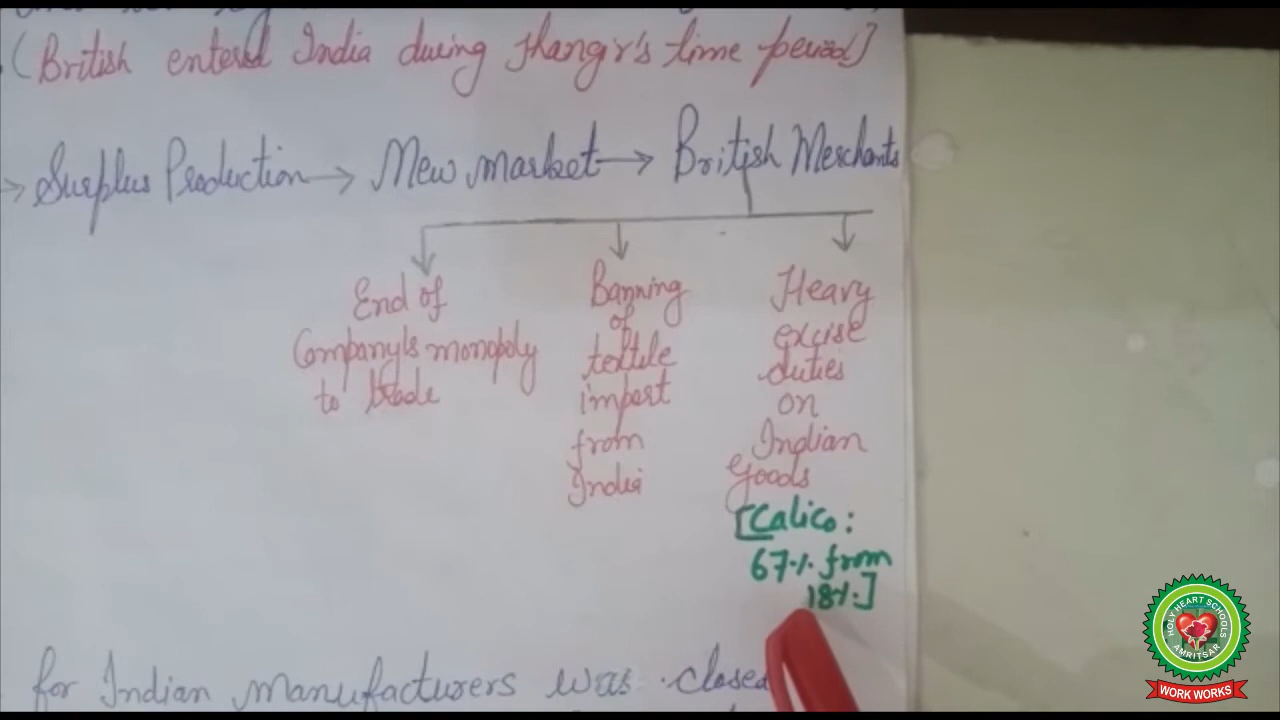 (British entered India during Jhangir's time period]
→ Surplus Production → New market → British Merchants
End of
Company's monopoly
to trade
Banning
of
textile
import
from
India
Heavy
excise
duties
on
Indian
Goods
[Calico:
67% from
18%]
for Indian manufacturers was closed
HOLY HEART SCHOOLS
AMRITSAR
WORK WORKS